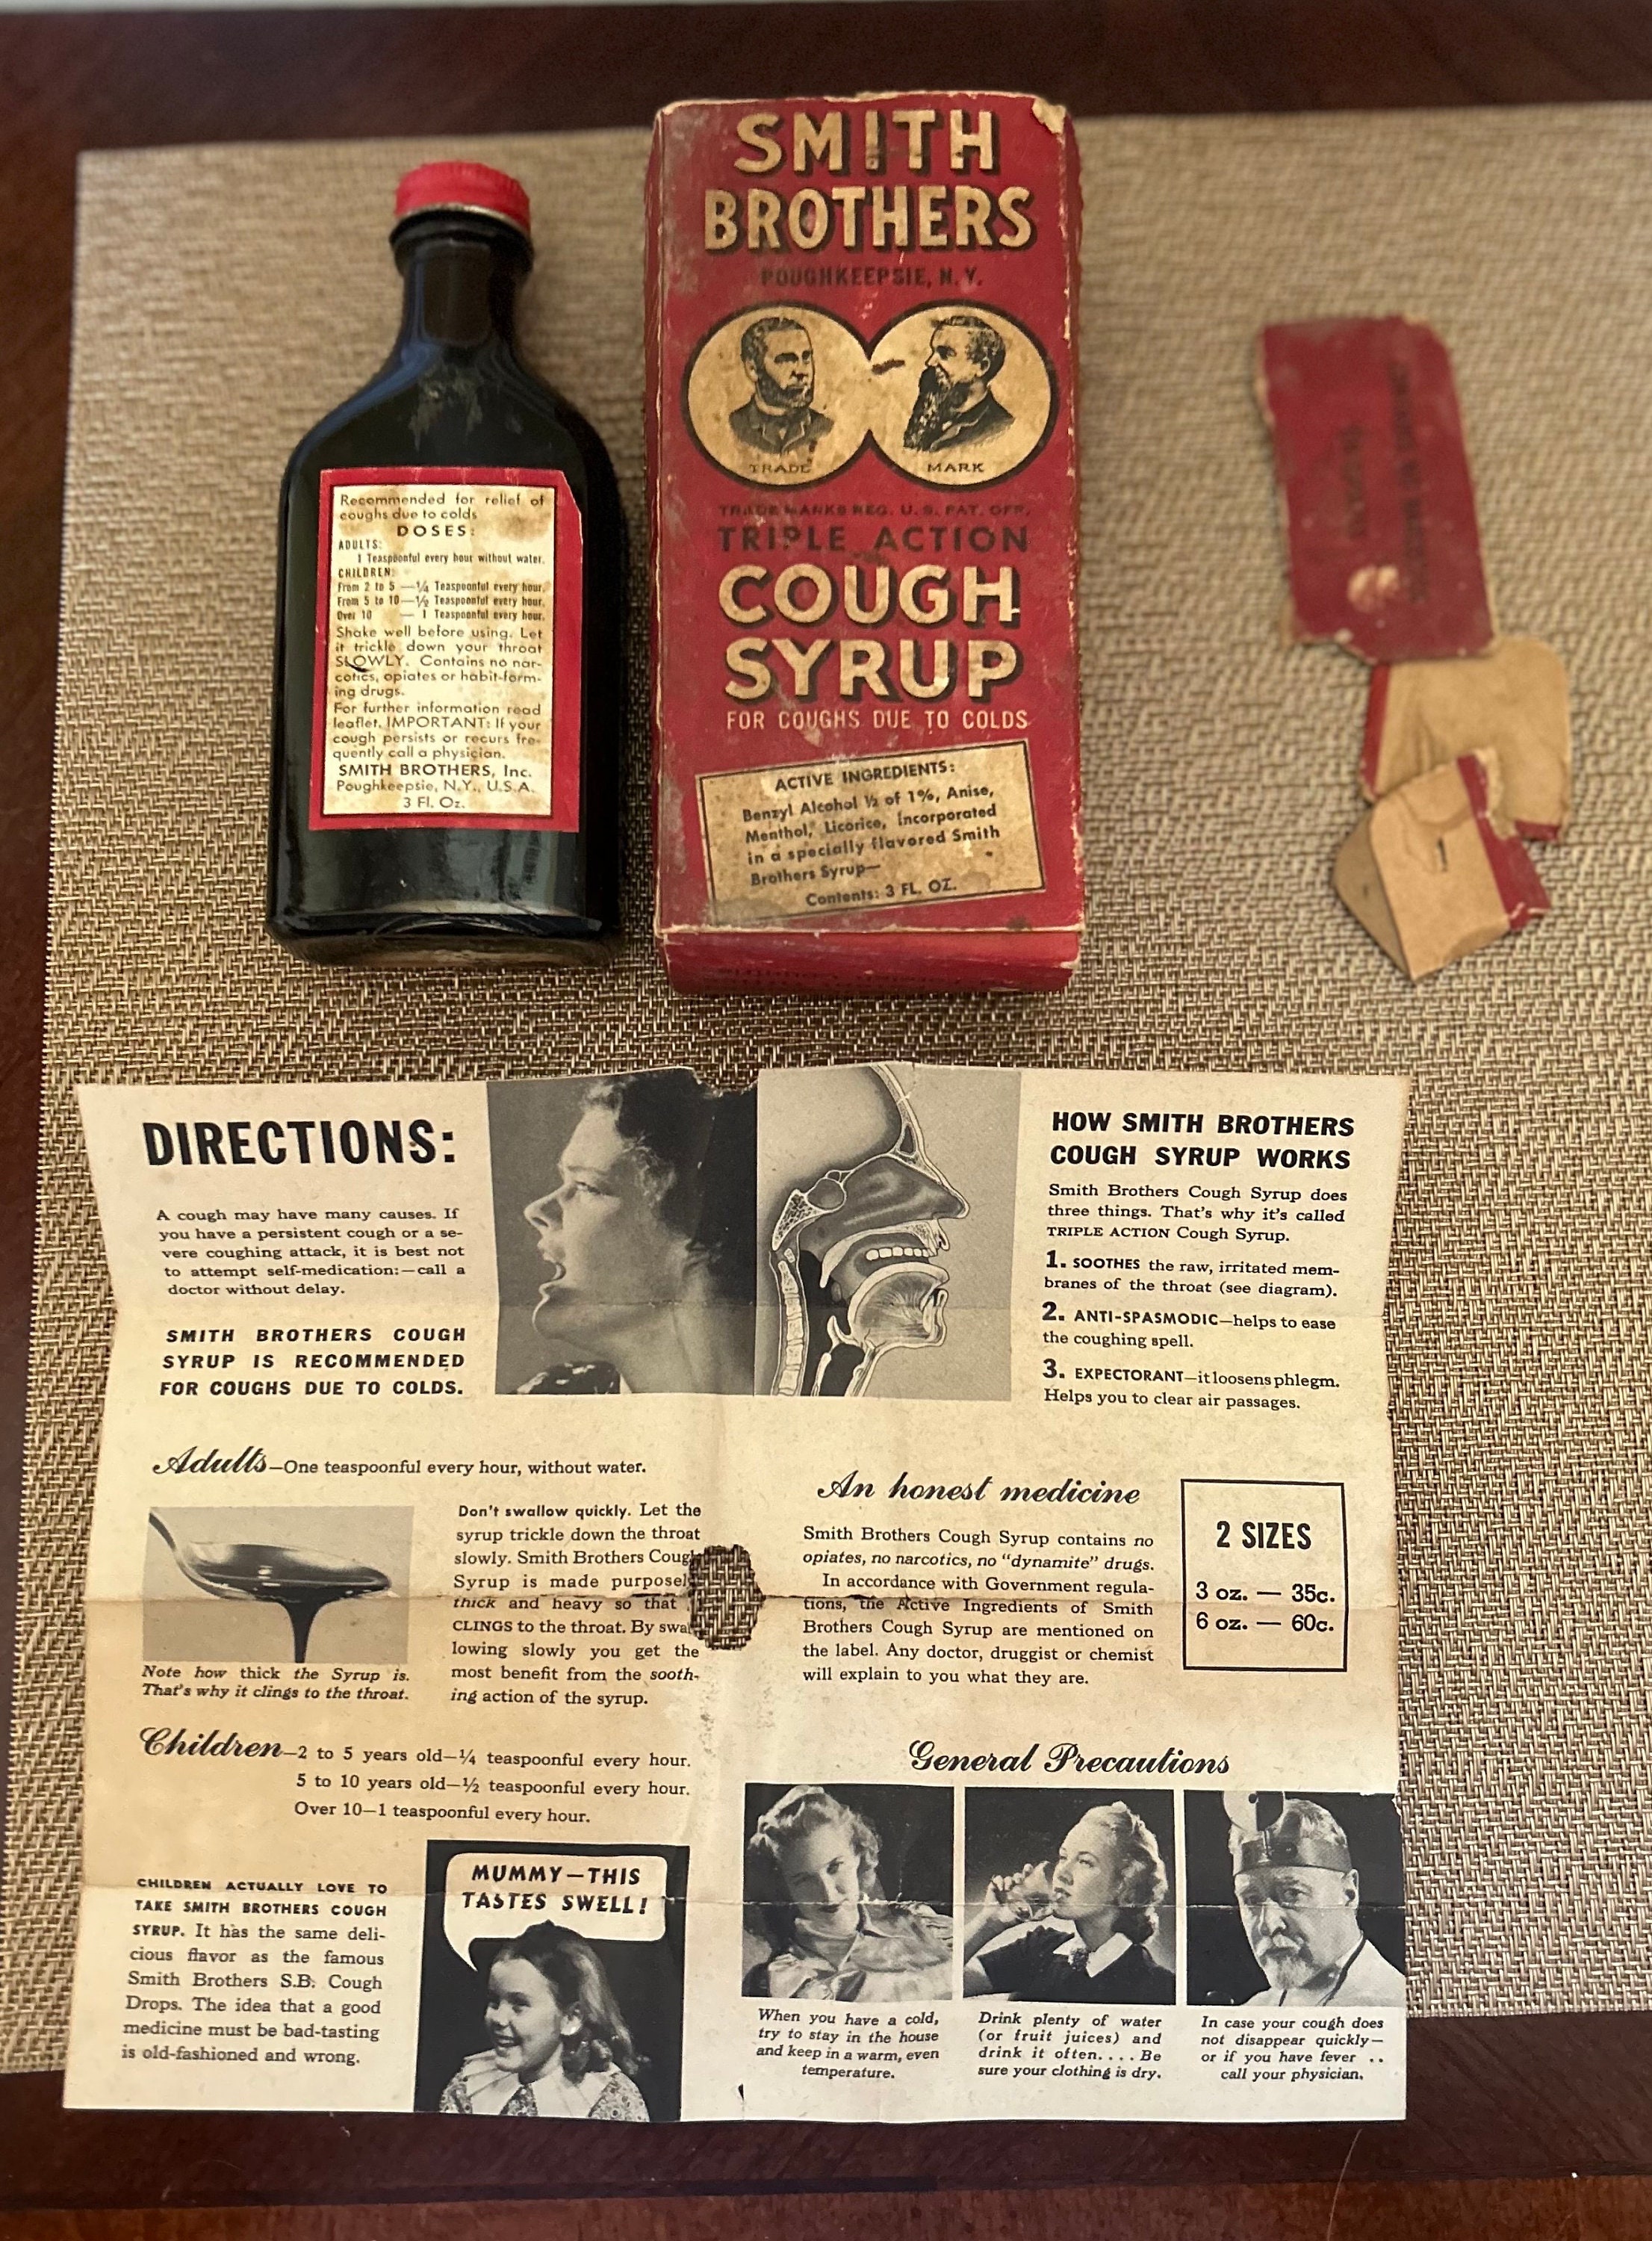 Recommended for relief of
coughs due to colds
DOSES:
ADULTS:
1 Teaspoonful every hour without water.
CHILDREN:
From 2 to 5 —¼ Teaspoonful every hour.
From 5 to 10—½ Teaspoonful every hour.
Over 10 — 1 Teaspoonful every hour.
Shake well before using. Let
it trickle down your throat
SLOWLY. Contains no nar-
cotics, opiates or habit-form-
ing drugs.
For further information read
leaflet. IMPORTANT: If your
cough persists or recurs fre-
quently call a physician.
SMITH BROTHERS, Inc.
Poughkeepsie, N.Y., U.S.A.
3 Fl. Oz.
SMITH
BROTHERS
POUGHKEEPSIE, N.Y.
TRADE MARK
TRADE MARKS REG. U.S. PAT. OFF.
TRIPLE ACTION
COUGH
SYRUP
FOR COUGHS DUE TO COLDS
ACTIVE INGREDIENTS:
Benzyl Alcohol ½ of 1%, Anise,
Menthol, Licorice, Incorporated
in a specially flavored Smith
Brothers Syrup—
Contents: 3 FL. OZ.
DIRECTIONS:
A cough may have many causes. If
you have a persistent cough or a se-
vere coughing attack, it is best not
to attempt self-medication:—call a
doctor without delay.
SMITH BROTHERS COUGH
SYRUP IS RECOMMENDED
FOR COUGHS DUE TO COLDS.
HOW SMITH BROTHERS
COUGH SYRUP WORKS
Smith Brothers Cough Syrup does
three things. That's why it's called
TRIPLE ACTION Cough Syrup.
1. SOOTHES the raw, irritated mem-
branes of the throat (see diagram).
2. ANTI-SPASMODIC—helps to ease
the coughing spell.
3. EXPECTORANT—it loosens phlegm.
Helps you to clear air passages.
Adults—One teaspoonful every hour, without water.
Don't swallow quickly. Let the
syrup trickle down the throat
slowly. Smith Brothers Coug
Syrup is made purposel
thick and heavy so that
CLINGS to the throat. By swal
lowing slowly you get the
most benefit from the sooth-
ing action of the syrup.
Note how thick the Syrup is.
That's why it clings to the throat.
Children—2 to 5 years old—¼ teaspoonful every hour.
5 to 10 years old—½ teaspoonful every hour.
Over 10—1 teaspoonful every hour.
CHILDREN ACTUALLY LOVE TO
TAKE SMITH BROTHERS COUGH
SYRUP. It has the same deli-
cious flavor as the famous
Smith Brothers S.B. Cough
Drops. The idea that a good
medicine must be bad-tasting
is old-fashioned and wrong.
MUMMY—THIS
TASTES SWELL!
An honest medicine
Smith Brothers Cough Syrup contains no
opiates, no narcotics, no "dynamite" drugs.
In accordance with Government regula-
tions, the Active Ingredients of Smith
Brothers Cough Syrup are mentioned on
the label. Any doctor, druggist or chemist
will explain to you what they are.
2 SIZES
3 oz. — 35c.
6 oz. — 60c.
General Precautions
When you have a cold,
try to stay in the house
and keep in a warm, even
temperature.
Drink plenty of water
(or fruit juices) and
drink it often.... Be
sure your clothing is dry.
In case your cough does
not disappear quickly—
or if you have fever ..
call your physician.